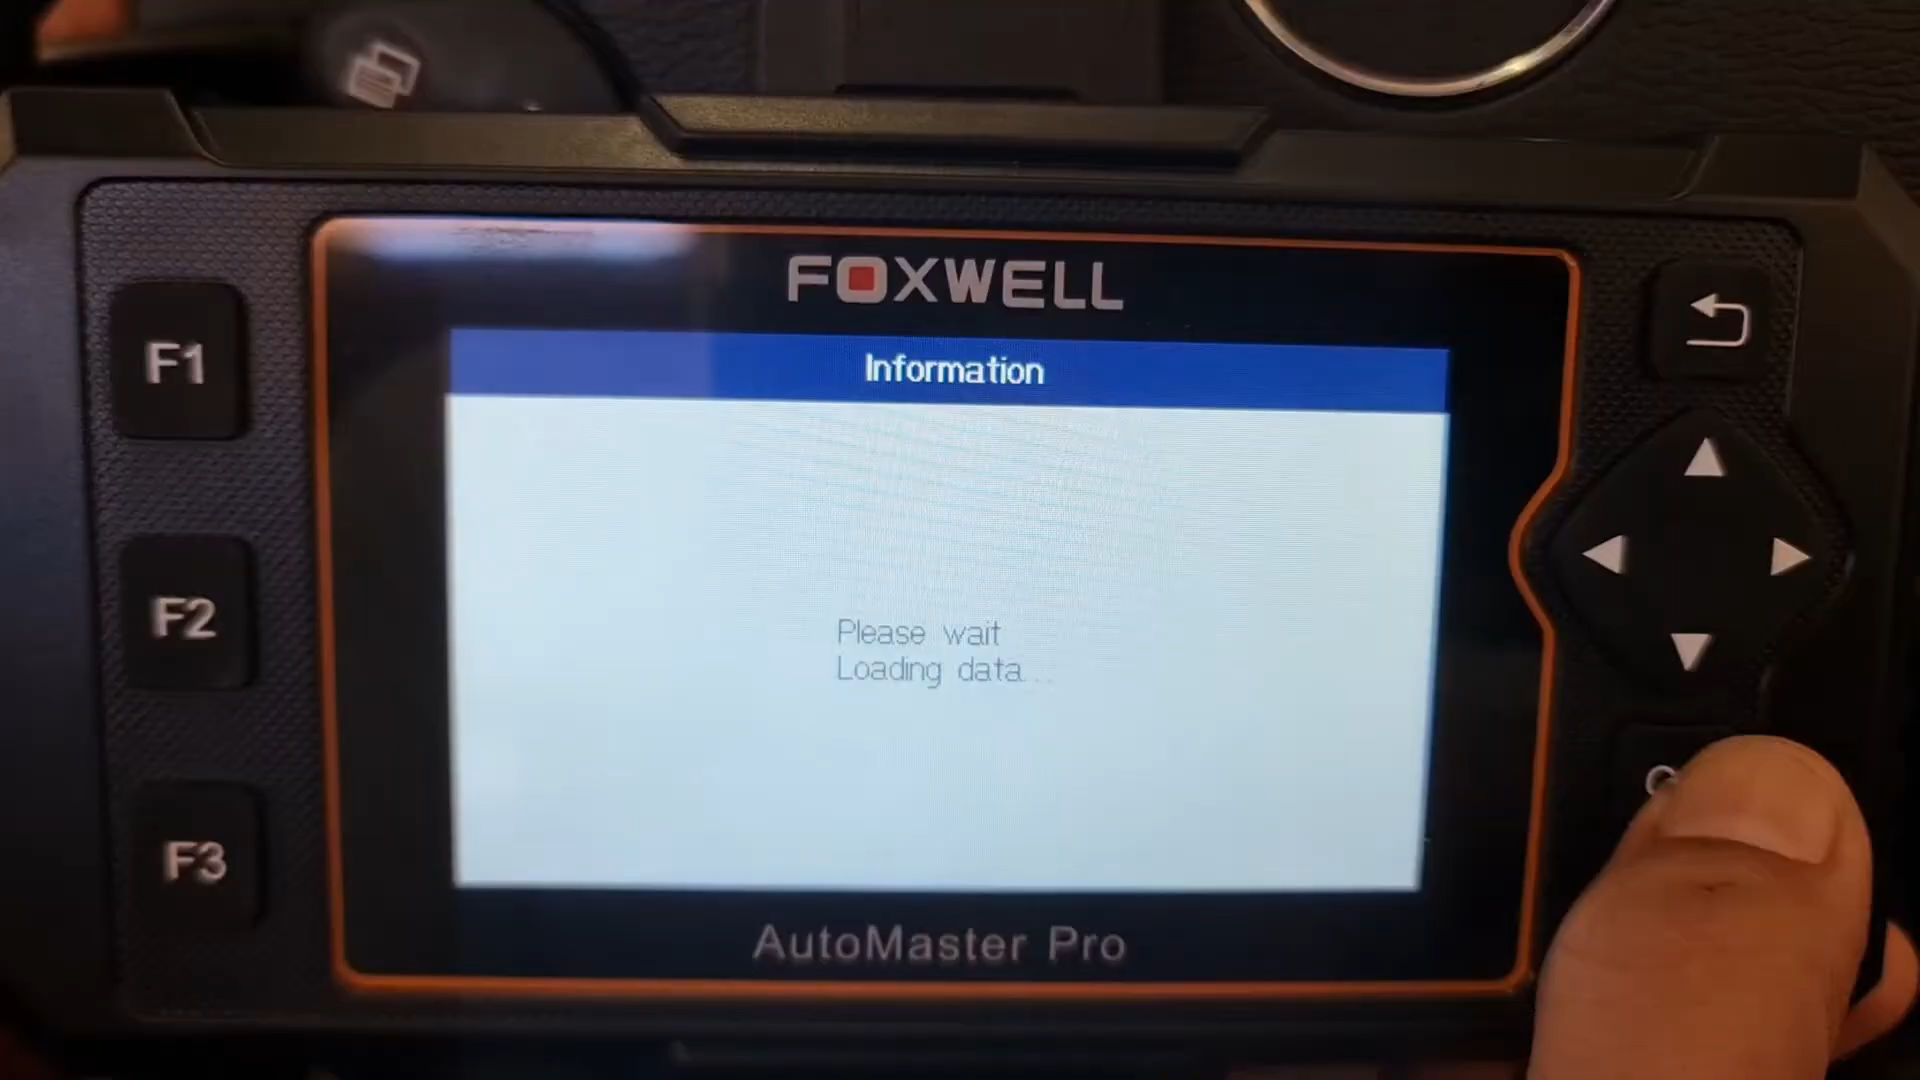 FOXWELL
Information
F1
Please wait
Loading data...
F2
F3
AutoMaster Pro